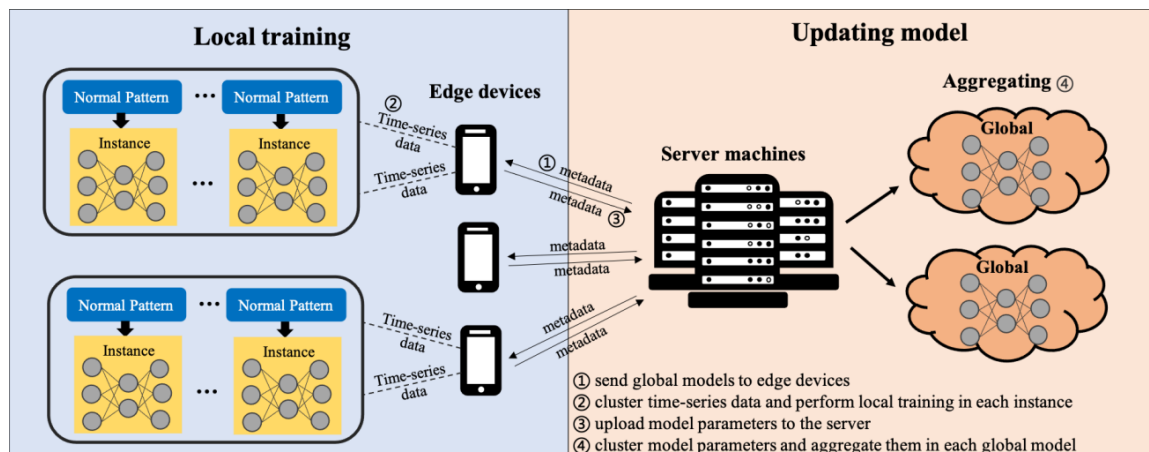 Local training
Updating model
Normal Pattern ... Normal Pattern
Instance
Instance
...
Edge devices
②
Time-series
data
Time-series
data
① metadata
metadata ③
metadata
metadata
metadata
metadata
Normal Pattern ... Normal Pattern
Instance
Instance
...
Time-series
data
Time-series
data
Server machines
Aggregating ④
Global
Global
① send global models to edge devices
② cluster time-series data and perform local training in each instance
③ upload model parameters to the server
④ cluster model parameters and aggregate them in each global model